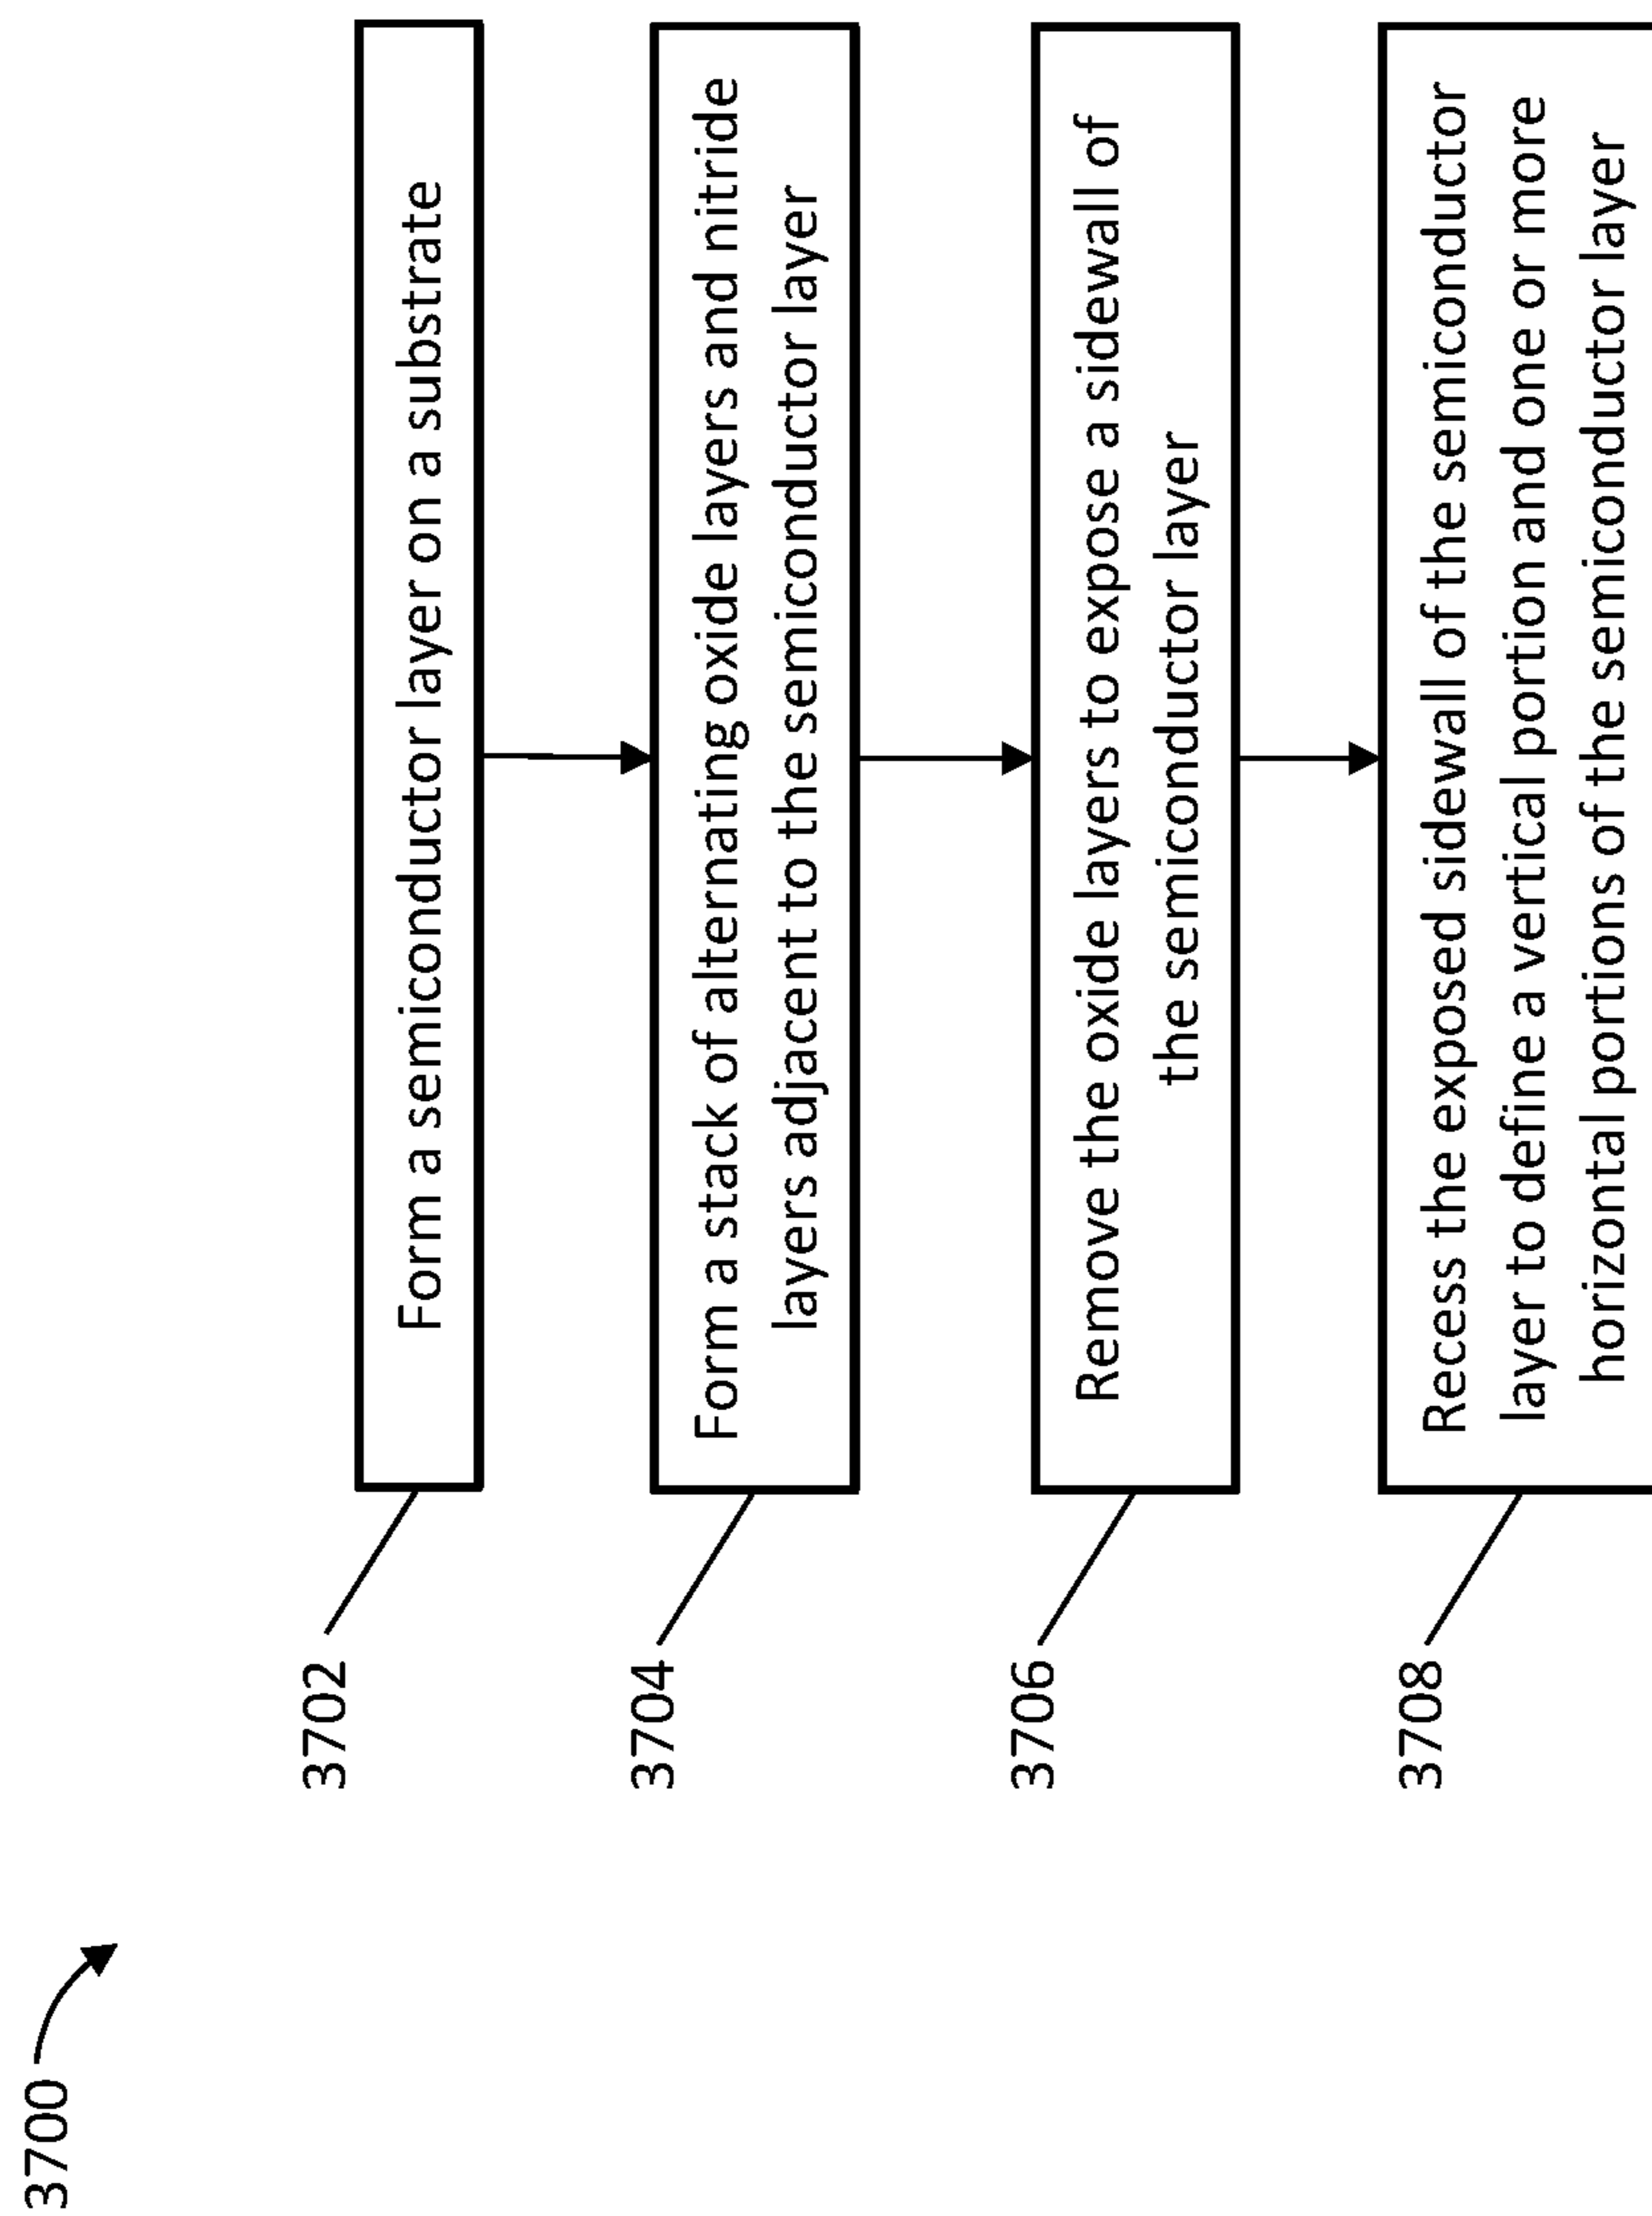 3700
3702
Form a semiconductor layer on a substrate
3704
Form a stack of alternating oxide layers and nitride
layers adjacent to the semiconductor layer
3706
Remove the oxide layers to expose a sidewall of
the semiconductor layer
3708
Recess the exposed sidewall of the semiconductor
layer to define a vertical portion and one or more
horizontal portions of the semiconductor layer